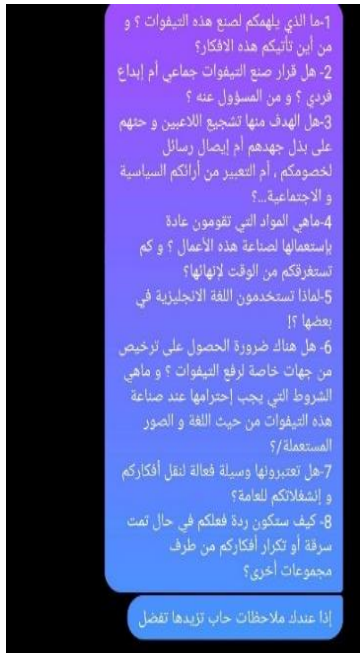 1-ما الذي يلهمكم لصنع هذه التيفوات ؟ و
من أين تأتيكم هذه الافكار؟
2- هل قرار صنع التيفوات جماعي أم إبداع
فردي ؟ و من المسؤول عنه ؟
3-هل الهدف منها تشجيع اللاعبين و حثهم
على بذل جهدهم أم إيصال رسائل
لخصومكم ، أم التعبير من أرائكم السياسية
و الاجتماعية...؟
4-ماهي المواد التي تقومون عادة
بإستعمالها لصناعة هذه الأعمال ؟ و كم
تستغرقكم من الوقت لإنهائها؟
5-لماذا تستخدمون اللغة الانجليزية في
بعضها ؟!
6- هل هناك ضرورة الحصول على ترخيص
من جهات خاصة لرفع التيفوات ؟ و ماهي
الشروط التي يجب إحترامها عند صناعة
هذه التيفوات من حيث اللغة و الصور
المستعملة/؟
7-هل تعتبرونها وسيلة فعالة لنقل أفكاركم
و إنشغلاتكم للعامة؟
8- كيف ستكون ردة فعلكم في حال تمت
سرقة أو تكرار أفكاركم من طرف
مجموعات أخرى؟
إذا عندك ملاحظات حاب تزيدها تفضل